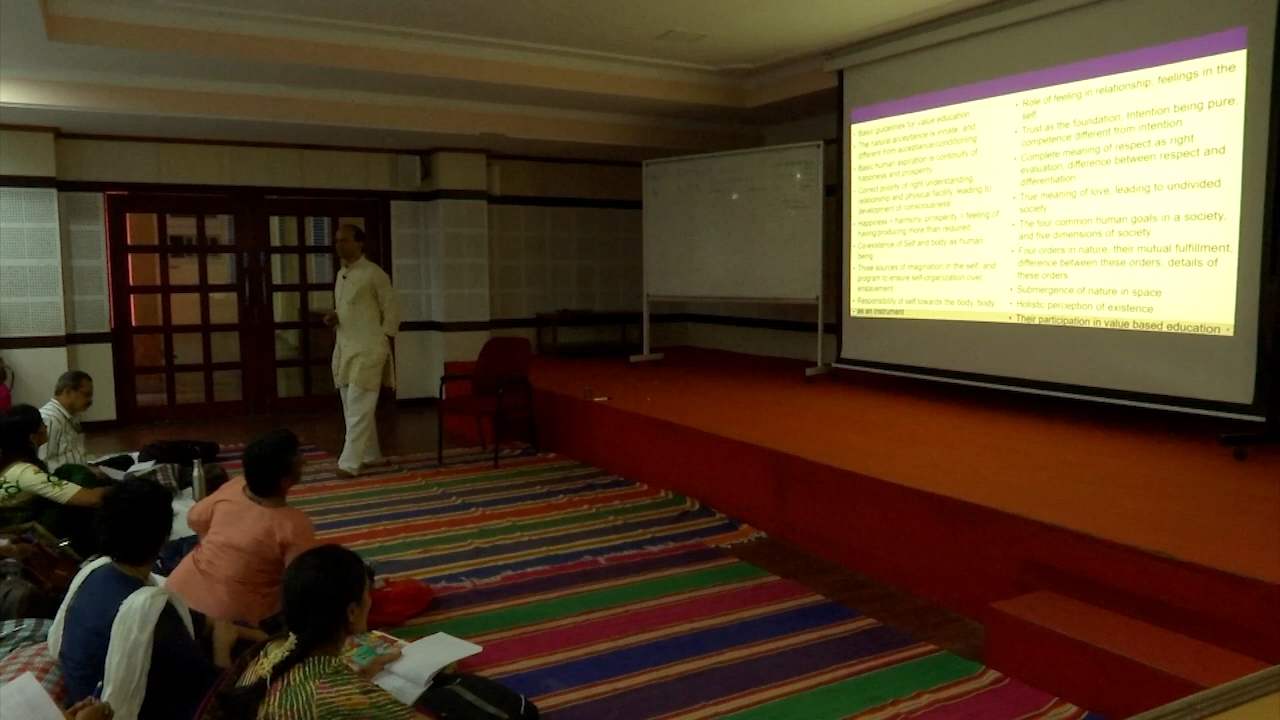 • Basic guidelines for value education
• The natural acceptance is innate, and
different from acceptance/conditioning
• Basic human aspiration is continuity of
happiness and prosperity
• Correct priority of right understanding,
relationship and physical facility, leading to
development of consciousness
• Happiness = harmony, prosperity = feeling of
having/producing more than required
• Co-existence of Self and body as human
being
• Three sources of imagination in the self, and
program to ensure self-organization over
enslavement
• Responsibility of self towards the body, body
as an instrument
• Role of feeling in relationship, feelings in the
self
• Trust as the foundation, Intention being pure,
competence different from intention
• Complete meaning of respect as right
evaluation, difference between respect and
differentiation
• True meaning of love, leading to undivided
society
• The four common human goals in a society,
and five dimensions of society
• Four orders in nature, their mutual fulfillment,
difference between these orders, details of
these orders
• Submergence of nature in space
• Holistic perception of existence
• Their participation in value based education